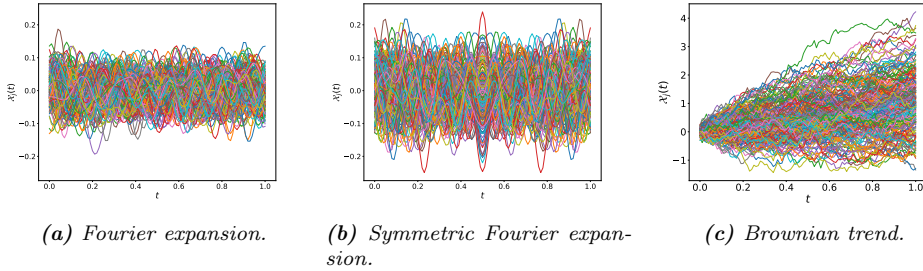 0.2
0.1
0.0
−0.1
−0.2
𝒳j(t)
0.0 0.2 0.4 0.6 0.8 1.0
t
(a) Fourier expansion.
0.2
0.1
0.0
−0.1
−0.2
𝒳j(t)
0.0 0.2 0.4 0.6 0.8 1.0
t
(b) Symmetric Fourier expan-
sion.
4
3
2
1
0
−1
𝒳j(t)
0.0 0.2 0.4 0.6 0.8 1.0
t
(c) Brownian trend.